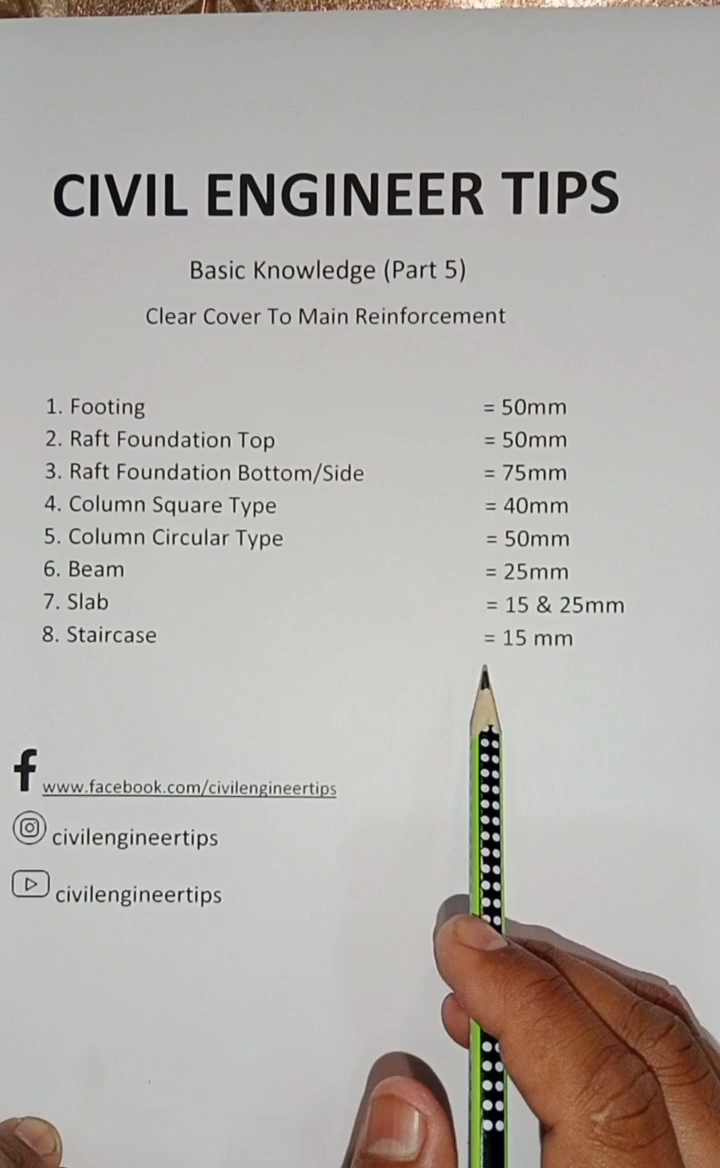 CIVIL ENGINEER TIPS
Basic Knowledge (Part 5)
Clear Cover To Main Reinforcement
1. Footing = 50mm
2. Raft Foundation Top = 50mm
3. Raft Foundation Bottom/Side = 75mm
4. Column Square Type = 40mm
5. Column Circular Type = 50mm
6. Beam = 25mm
7. Slab = 15 & 25mm
8. Staircase = 15 mm
f www.facebook.com/civilengineertips
civilengineertips
civilengineertips